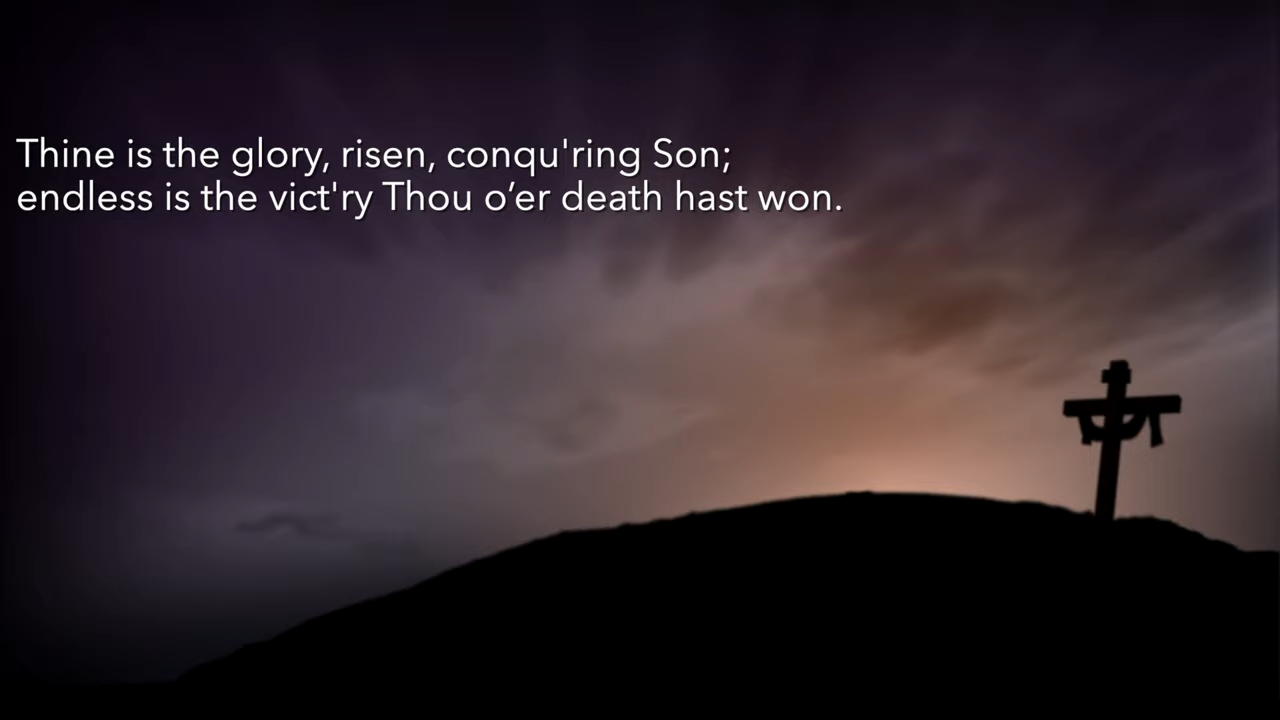 Thine is the glory, risen, conqu'ring Son;
endless is the vict'ry Thou o’er death hast won.